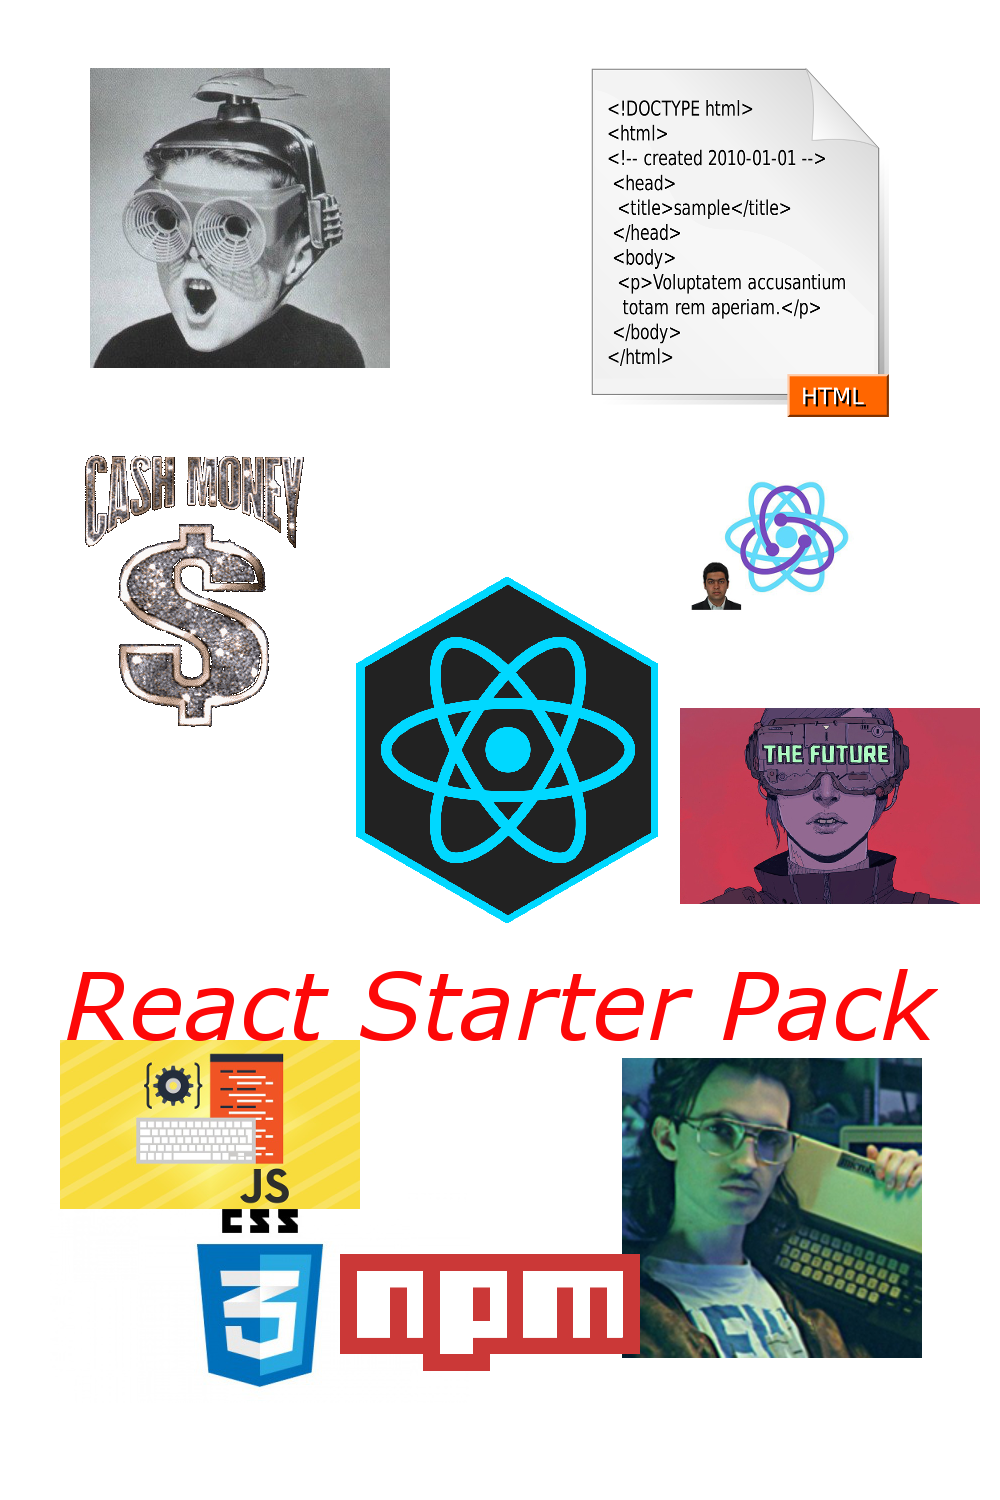 <!DOCTYPE html>
<html>
<!-- created 2010-01-01 -->
<head>
<title>sample</title>
</head>
<body>
<p>Voluptatem accusantium
totam rem aperiam.</p>
</body>
</html>
HTML
CASH MONEY
$
THE FUTURE
React Starter Pack
JS
CSS
3
npm